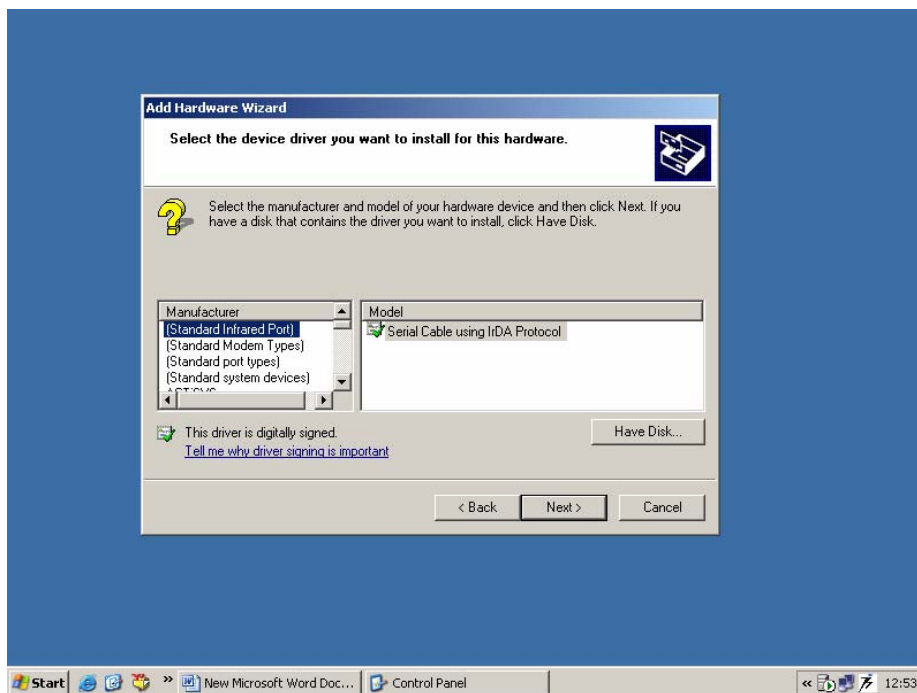 Add Hardware Wizard
Select the device driver you want to install for this hardware.
Select the manufacturer and model of your hardware device and then click Next. If you
have a disk that contains the driver you want to install, click Have Disk.
Manufacturer
(Standard Infrared Port)
(Standard Modem Types)
(Standard port types)
(Standard system devices)
Model
Serial Cable using IrDA Protocol
This driver is digitally signed.
Tell me why driver signing is important
Have Disk...
< Back
Next >
Cancel
Start
»
New Microsoft Word Doc...
Control Panel
«
12:53